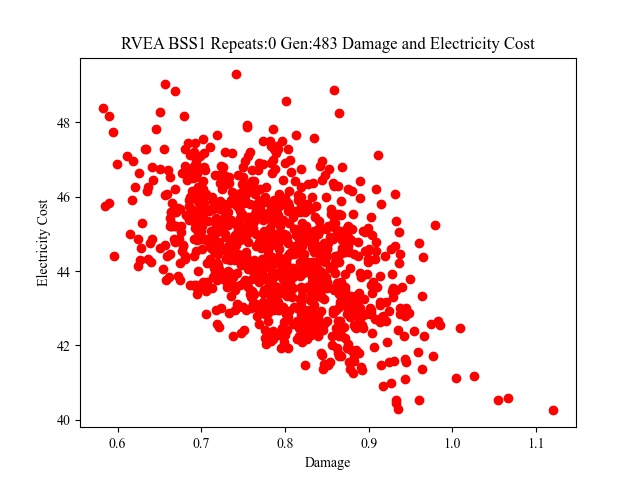 RVEA BSS1 Repeats:0 Gen:483 Damage and Electricity Cost
Electricity Cost
48
46
44
42
40
0.6 0.7 0.8 0.9 1.0 1.1
Damage